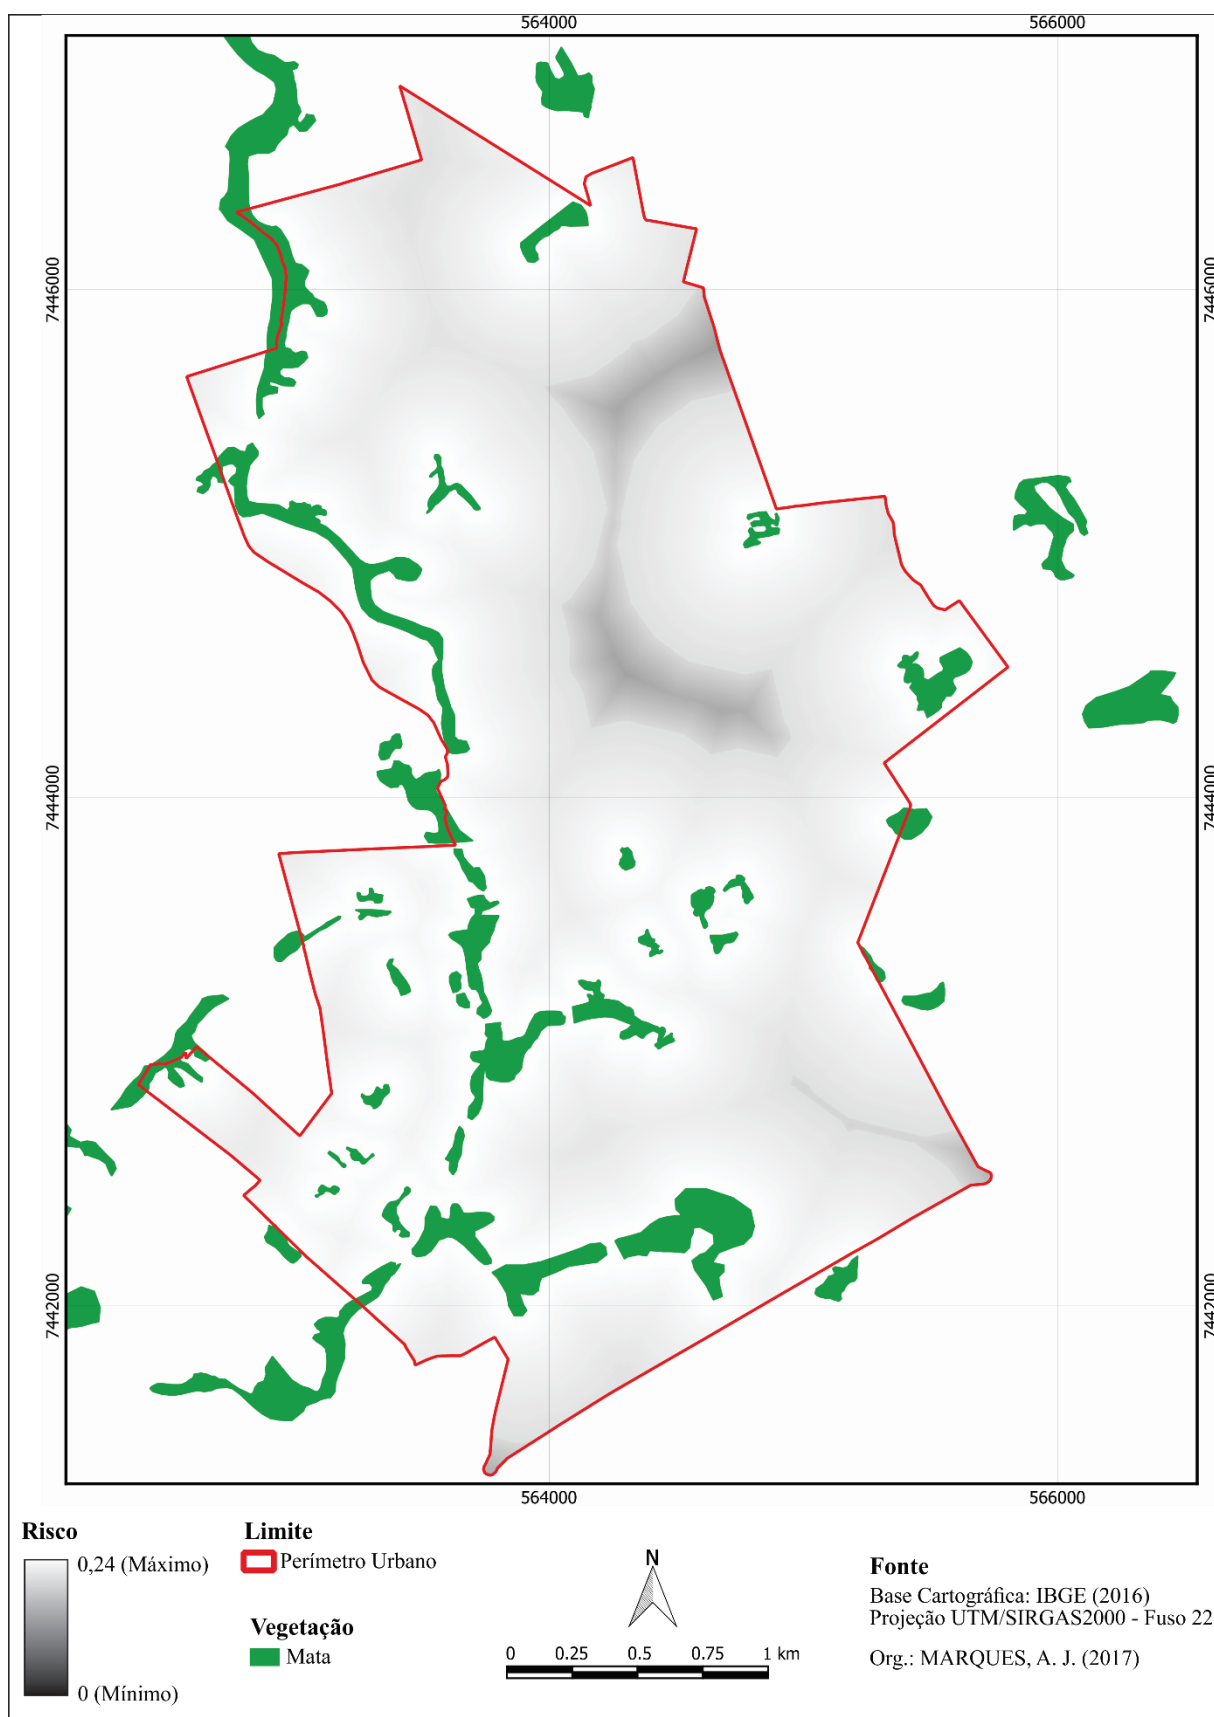 564000
566000
7446000
7446000
7444000
7444000
7442000
7442000
564000
566000
Risco
0,24 (Máximo)
0 (Mínimo)
Limite
Perímetro Urbano
Vegetação
Mata
N
0 0.25 0.5 0.75 1 km
Fonte
Base Cartográfica: IBGE (2016)
Projeção UTM/SIRGAS2000 - Fuso 22
Org.: MARQUES, A. J. (2017)